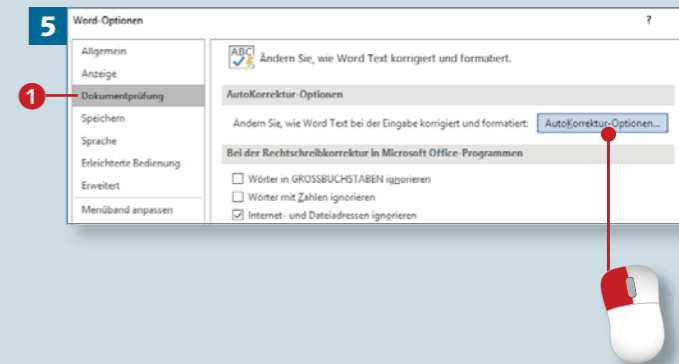 5
Word-Optionen ?
Allgemein
Anzeige
1 Dokumentprüfung
Speichern
Sprache
Erleichterte Bedienung
Erweitert
Menüband anpassen
ABC Ändern Sie, wie Word Text korrigiert und formatiert.
AutoKorrektur-Optionen
Ändern Sie, wie Word Text bei der Eingabe korrigiert und formatiert: AutoKorrektur-Optionen...
Bei der Rechtschreibkorrektur in Microsoft Office-Programmen
Wörter in GROSSBUCHSTABEN ignorieren
Wörter mit Zahlen ignorieren
Internet- und Dateiadressen ignorieren